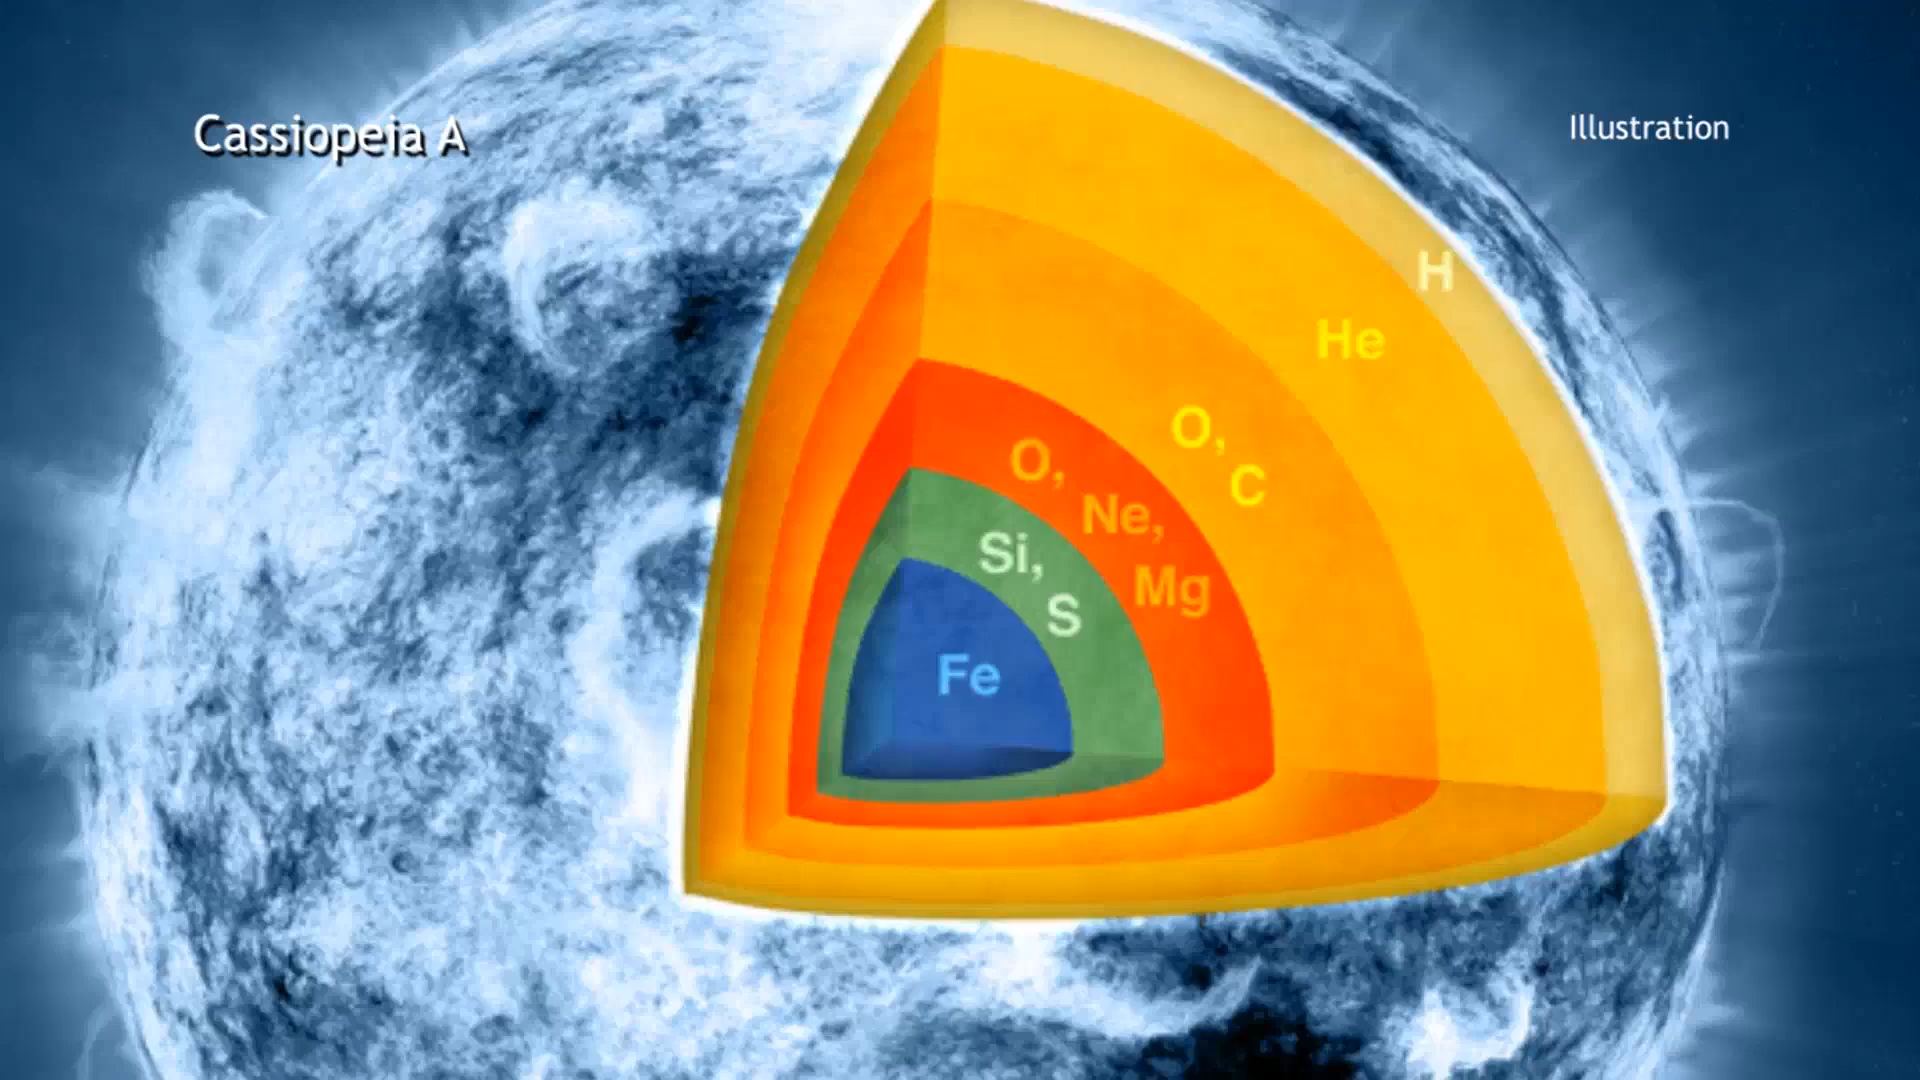 Cassiopeia A
Illustration
H
He
O,
C
O,
Ne,
Mg
Si,
S
Fe